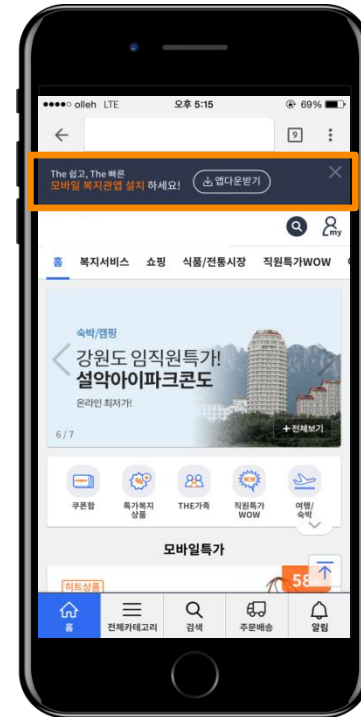 olleh LTE 오후 5:15 69%
9
The 쉽고, The 빠른
모바일 복지관앱 설치 하세요! 앱다운받기
my
홈 복지서비스 쇼핑 식품/전통시장 직원특가WOW
숙박/캠핑
강원도 임직원특가!
설악아이파크콘도
온라인 최저가!
6 / 7 +전체보기
쿠폰함 특가복지 상품 THE가족 직원특가 WOW 여행/ 숙박
모바일특가
히트상품 58
홈 전체카테고리 검색 주문배송 알림